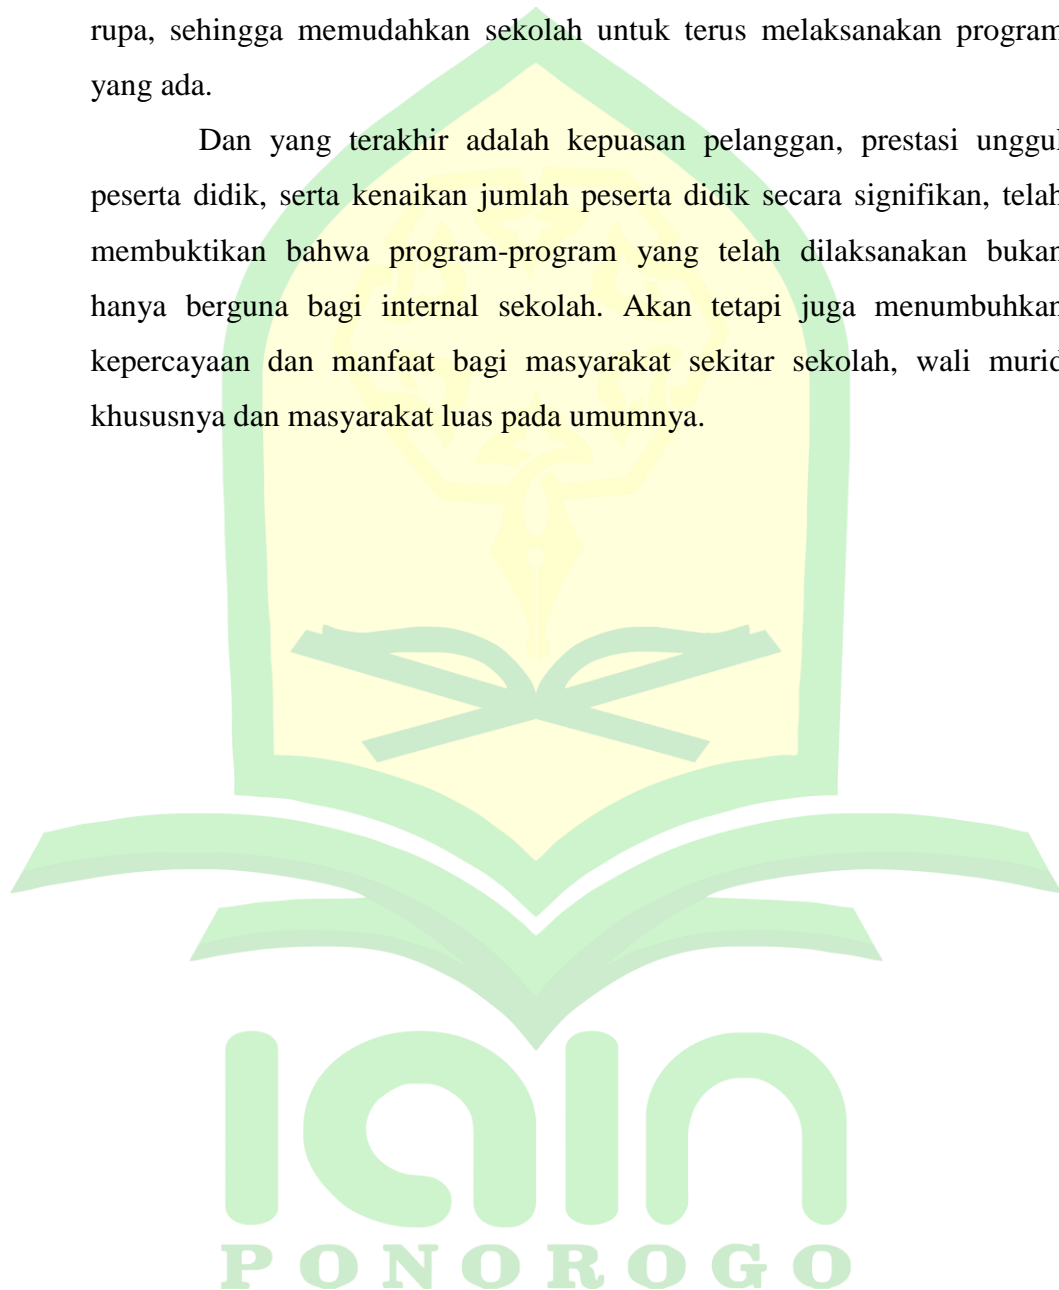 rupa, sehingga memudahkan sekolah untuk terus melaksanakan program
yang ada.
Dan yang terakhir adalah kepuasan pelanggan, prestasi unggul
peserta didik, serta kenaikan jumlah peserta didik secara signifikan, telah
membuktikan bahwa program-program yang telah dilaksanakan bukan
hanya berguna bagi internal sekolah. Akan tetapi juga menumbuhkan
kepercayaan dan manfaat bagi masyarakat sekitar sekolah, wali murid
khususnya dan masyarakat luas pada umumnya.
iain
PONOROGO